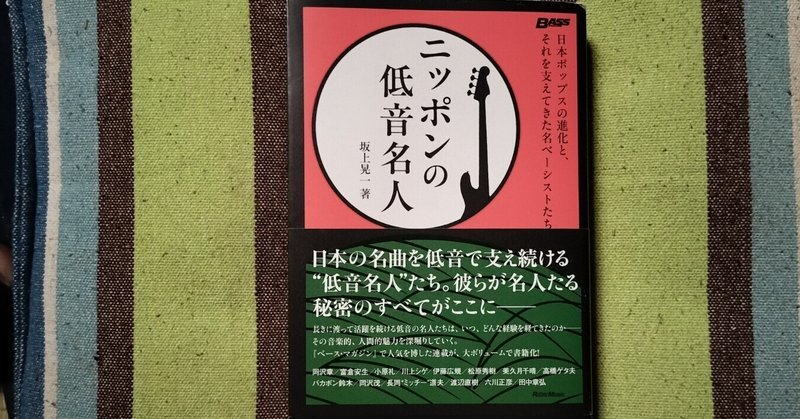 BASS
日本ポップスの進化と、
それを支えてきた名ベーシストたち
ニッポンの
低音名人
坂上晃一 著
日本の名曲を低音で支え続ける
“低音名人”たち。彼らが名人たる
秘密のすべてがここに――
長きに渡って活躍を続ける低音の名人たちは、いつ、どんな経験を経てきたのか―
その音楽的、人間的魅力を深堀りしていく。
『ベース・マガジン』で人気を博した連載が、大ボリュームで書籍化!
岡沢章/富倉安生/小原礼/川上シゲ/伊藤広規/松原秀樹/美久月千晴/高橋ゲタ夫
バカボン鈴木/岡沢茂/長岡“ミッチー”道夫/渡辺直樹/六川正彦/田中章弘
Rittor Music